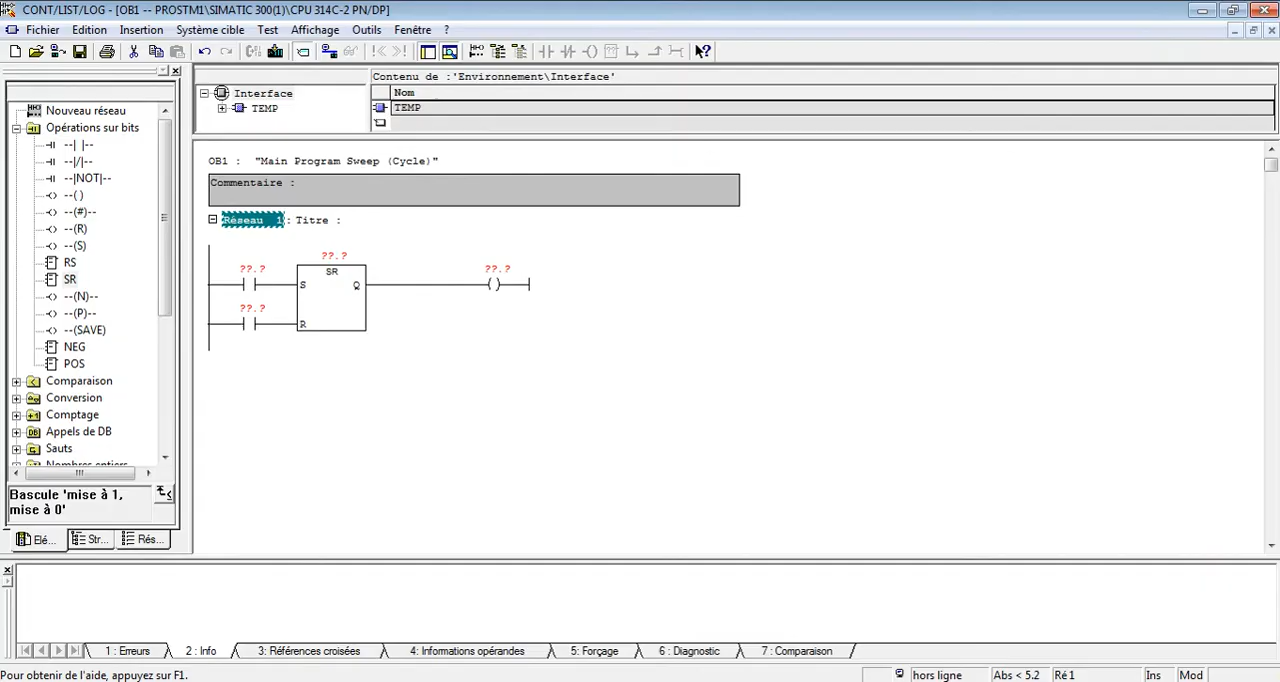 CONT/LIST/LOG - [OB1 -- PROSTM1\SIMATIC 300(1)\CPU 314C-2 PN/DP]
Fichier Edition Insertion Système cible Test Affichage Outils Fenêtre ?
Contenu de :'Environnement\Interface'
Interface
TEMP
Nom
TEMP
Nouveau réseau
Opérations sur bits
--| |--
--|/|--
--|NOT|--
--( )
--(#)--
--(R)
--(S)
RS
SR
--(N)--
--(P)--
--(SAVE)
NEG
POS
Comparaison
Conversion
Comptage
Appels de DB
Sauts
Nombres entiers
Bascule 'mise à 1,
mise à 0'
Elé... Str... Rés...
OB1 : "Main Program Sweep (Cycle)"
Commentaire :
Réseau 1 : Titre :
??.?
??.? SR ??.?
S Q ( )
??.?
R
1 : Erreurs 2 : Info 3: Références croisées 4: Informations opérandes 5: Forçage 6 : Diagnostic 7 : Comparaison
Pour obtenir de l'aide, appuyez sur F1. hors ligne Abs < 5.2 Ré 1 Ins Mod